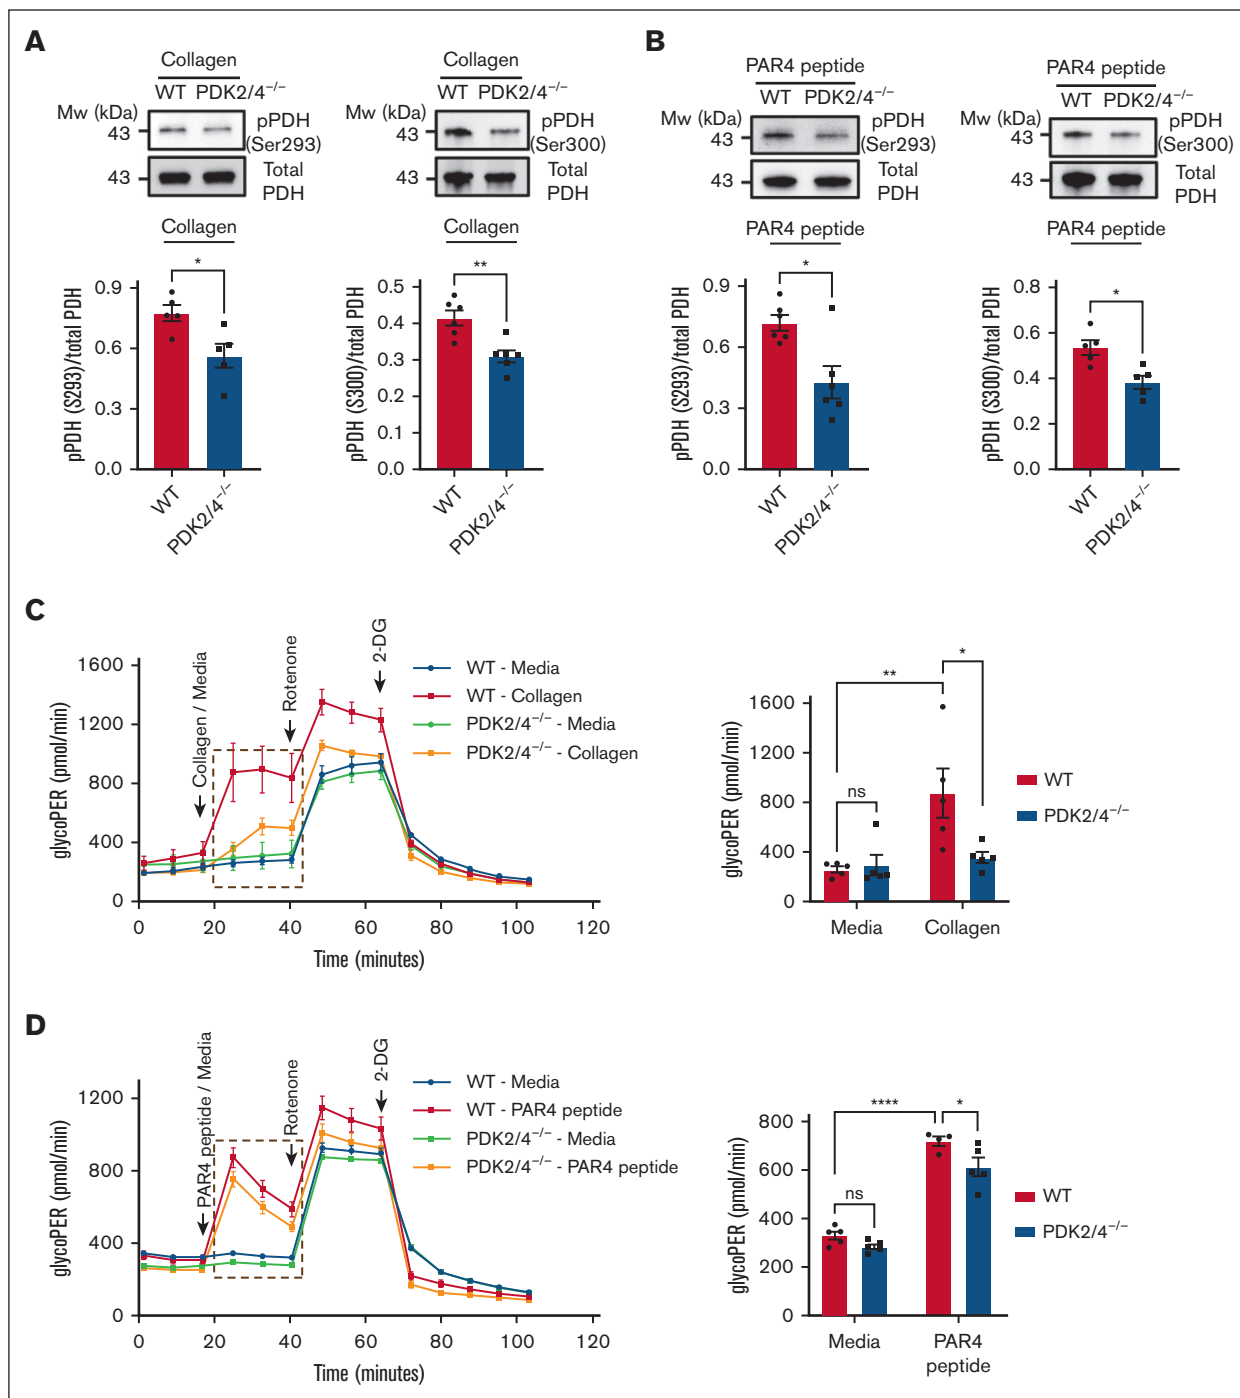 A
Collagen
WT PDK2/4⁻/⁻
Mw (kDa)
43
pPDH
(Ser293)
43
Total
PDH
Collagen
WT PDK2/4⁻/⁻
Mw (kDa)
43
pPDH
(Ser300)
43
Total
PDH
Collagen
*
pPDH (S293)/total PDH
0.9
0.6
0.3
0.0
WT
PDK2/4⁻/⁻
Collagen
**
pPDH (S300)/total PDH
0.5
0.4
0.3
0.2
0.1
0.0
WT
PDK2/4⁻/⁻
B
PAR4 peptide
WT PDK2/4⁻/⁻
Mw (kDa)
43
pPDH
(Ser293)
43
Total
PDH
PAR4 peptide
WT PDK2/4⁻/⁻
Mw (kDa)
43
pPDH
(Ser300)
43
Total
PDH
PAR4 peptide
*
pPDH (S293)/total PDH
0.9
0.6
0.3
0.0
WT
PDK2/4⁻/⁻
PAR4 peptide
*
pPDH (S300)/total PDH
0.8
0.6
0.4
0.2
0.0
WT
PDK2/4⁻/⁻
C
glycoPER (pmol/min)
1600
1200
800
400
0
0 20 40 60 80 100 120
Time (minutes)
Collagen / Media
Rotenone
2-DG
WT - Media
WT - Collagen
PDK2/4⁻/⁻ - Media
PDK2/4⁻/⁻ - Collagen
glycoPER (pmol/min)
1600
1200
800
400
0
ns
**
*
Media
Collagen
WT
PDK2/4⁻/⁻
D
glycoPER (pmol/min)
1200
800
400
0
0 20 40 60 80 100 120
Time (minutes)
PAR4 peptide / Media
Rotenone
2-DG
WT - Media
WT - PAR4 peptide
PDK2/4⁻/⁻ - Media
PDK2/4⁻/⁻ - PAR4 peptide
glycoPER (pmol/min)
800
600
400
200
0
ns
****
*
Media
PAR4
peptide
WT
PDK2/4⁻/⁻